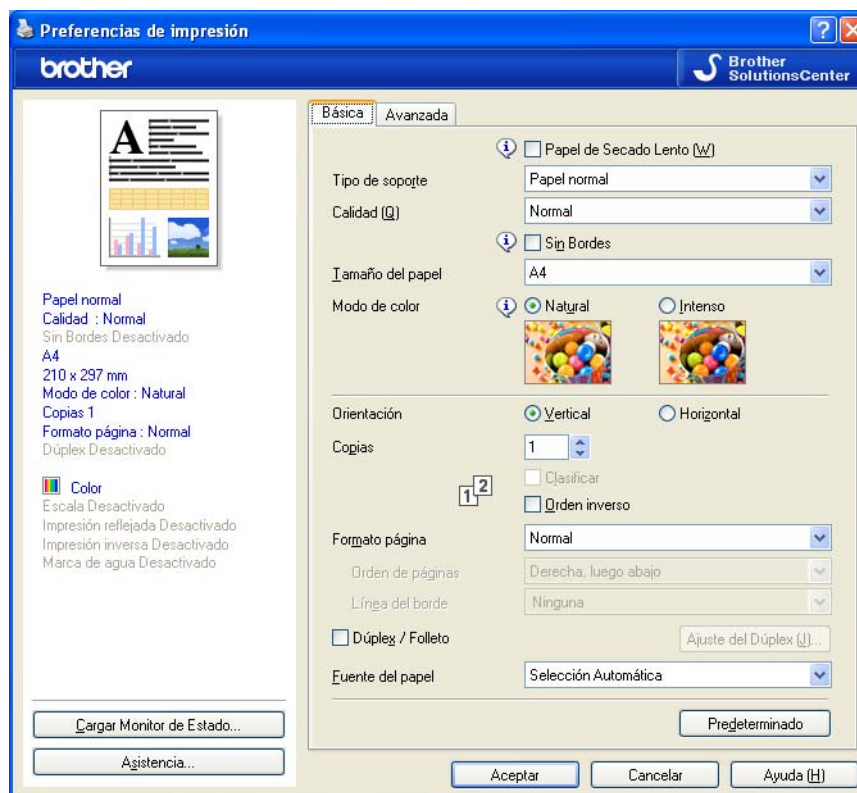 Preferencias de impresión
brother
Brother
SolutionsCenter
A
Papel normal
Calidad : Normal
Sin Bordes Desactivado
A4
210 x 297 mm
Modo de color : Natural
Copias 1
Formato página : Normal
Dúplex Desactivado
Color
Escala Desactivado
Impresión reflejada Desactivado
Impresión inversa Desactivado
Marca de agua Desactivado
Cargar Monitor de Estado...
Asistencia...
Básica Avanzada
Papel de Secado Lento (W)
Tipo de soporte Papel normal
Calidad (Q) Normal
Sin Bordes
Tamaño del papel A4
Modo de color Natural Intenso
Orientación Vertical Horizontal
Copias 1
Clasificar
1 2
Orden inverso
Formato página Normal
Orden de páginas Derecha, luego abajo
Línea del borde Ninguna
Dúplex / Folleto Ajuste del Dúplex (J)...
Fuente del papel Selección Automática
Predeterminado
Aceptar Cancelar Ayuda (H)